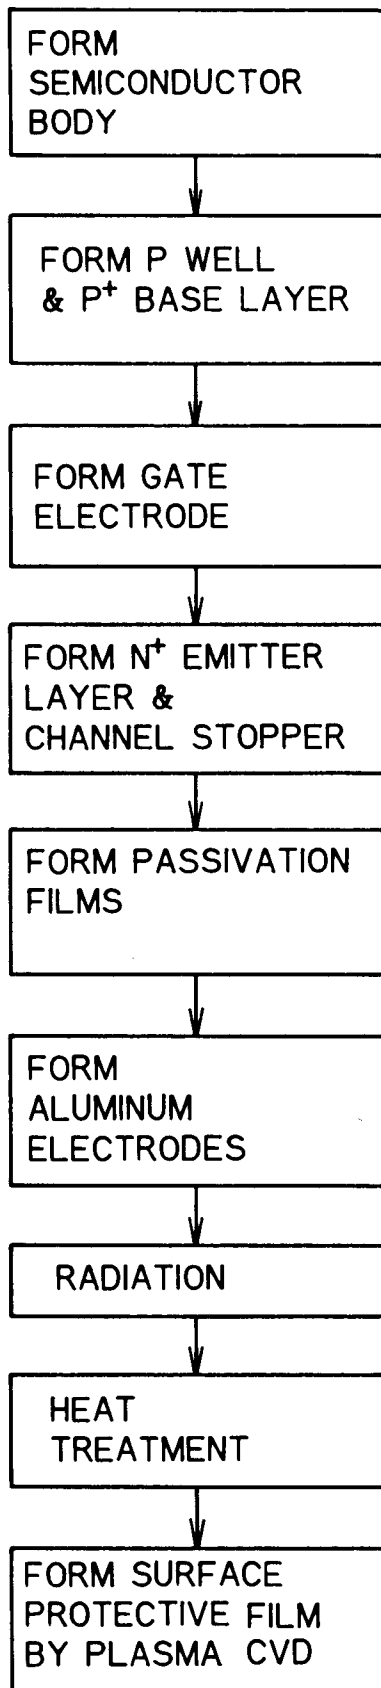 FORM
SEMICONDUCTOR
BODY
FORM P WELL
& P⁺ BASE LAYER
FORM GATE
ELECTRODE
FORM N⁺ EMITTER
LAYER &
CHANNEL STOPPER
FORM PASSIVATION
FILMS
FORM
ALUMINUM
ELECTRODES
RADIATION
HEAT
TREATMENT
FORM SURFACE
PROTECTIVE FILM
BY PLASMA CVD